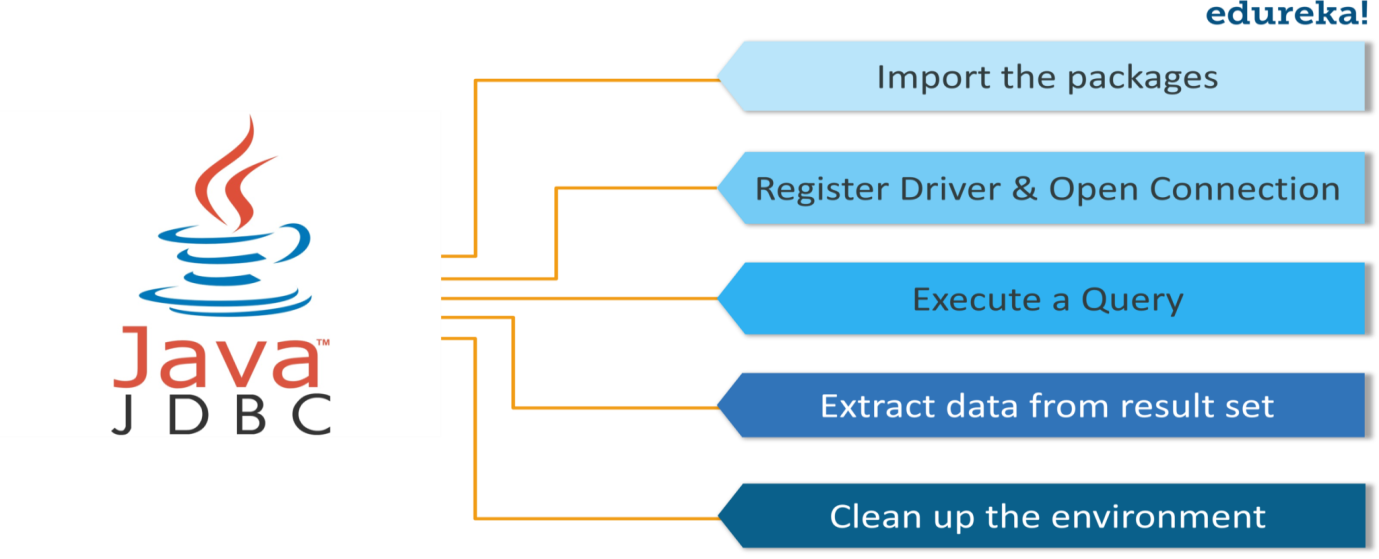 edureka!
Import the packages
Register Driver & Open Connection
Execute a Query
Extract data from result set
Clean up the environment
Java™
JDBC